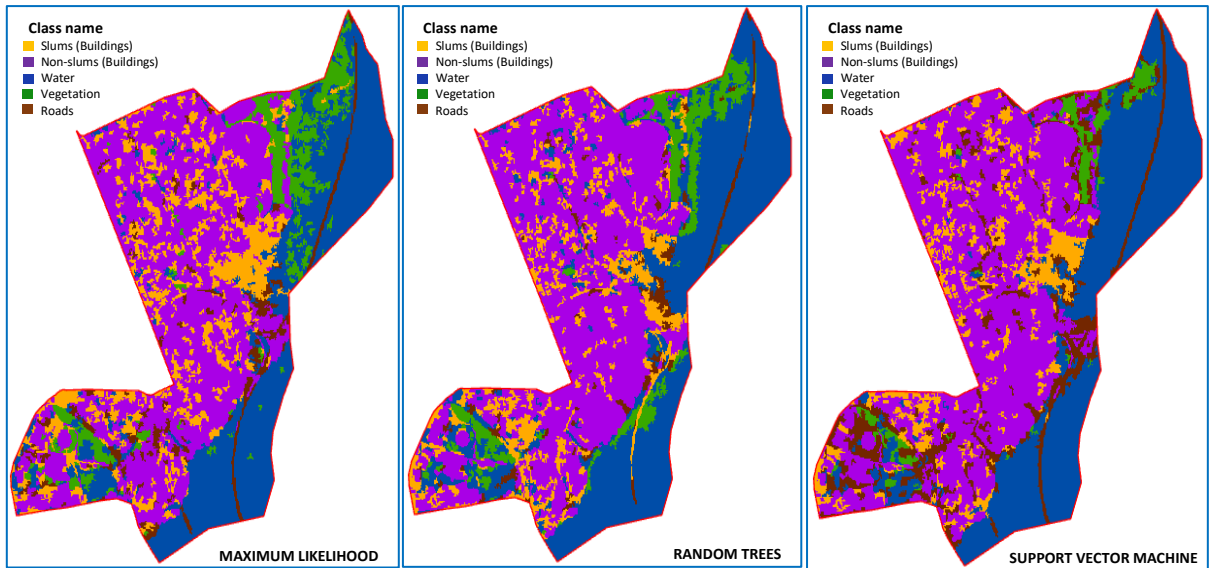 Class name
Slums (Buildings)
Non-slums (Buildings)
Water
Vegetation
Roads
MAXIMUM LIKELIHOOD
Class name
Slums (Buildings)
Non-slums (Buildings)
Water
Vegetation
Roads
RANDOM TREES
Class name
Slums (Buildings)
Non-slums (Buildings)
Water
Vegetation
Roads
SUPPORT VECTOR MACHINE